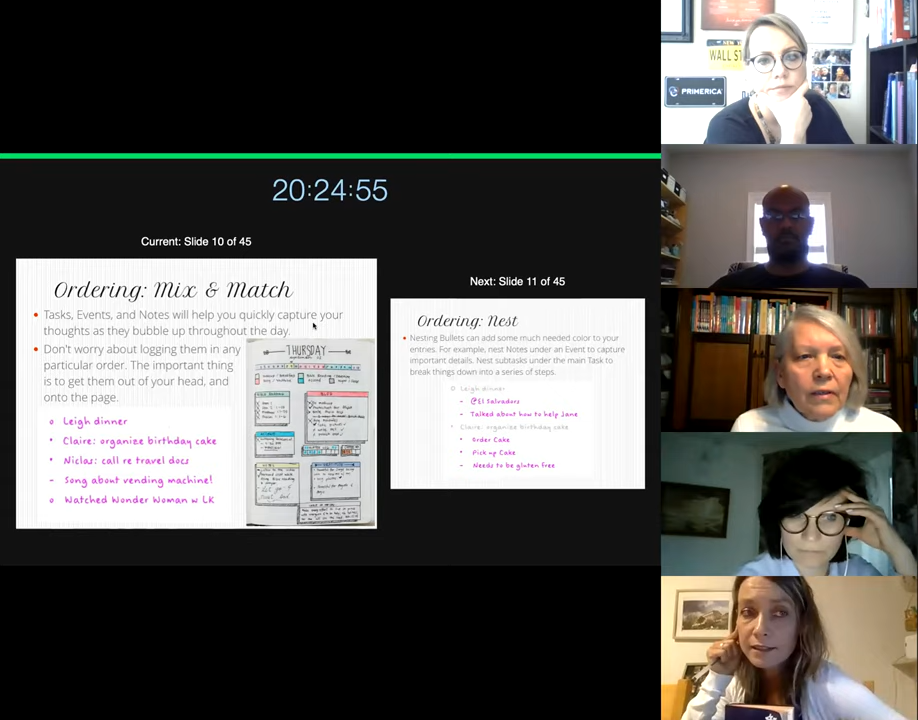 20:24:55
Current: Slide 10 of 45
Ordering: Mix & Match
• Tasks, Events, and Notes will help you quickly capture your
thoughts as they bubble up throughout the day.
• Don't worry about logging them in any
particular order. The important thing
is to get them out of your head, and
onto the page.
o Leigh dinner
• Claire: organize birthday cake
• Niclas: call re travel docs
– Song about vending machine!
o Watched Wonder Woman w LK
THURSDAY
Next: Slide 11 of 45
Ordering: Nest
• Nesting Bullets can add some much needed color to your
entries. For example, nest Notes under an Event to capture
important details. Nest subtasks under the main Task to
break things down into a series of steps.
o Leigh dinner
– @El Salvadors
– Talked about how to help Jane
• Claire: organize birthday cake
• Order Cake
• Pick up Cake
– Needs to be gluten free
WALL ST
PRIMERICA